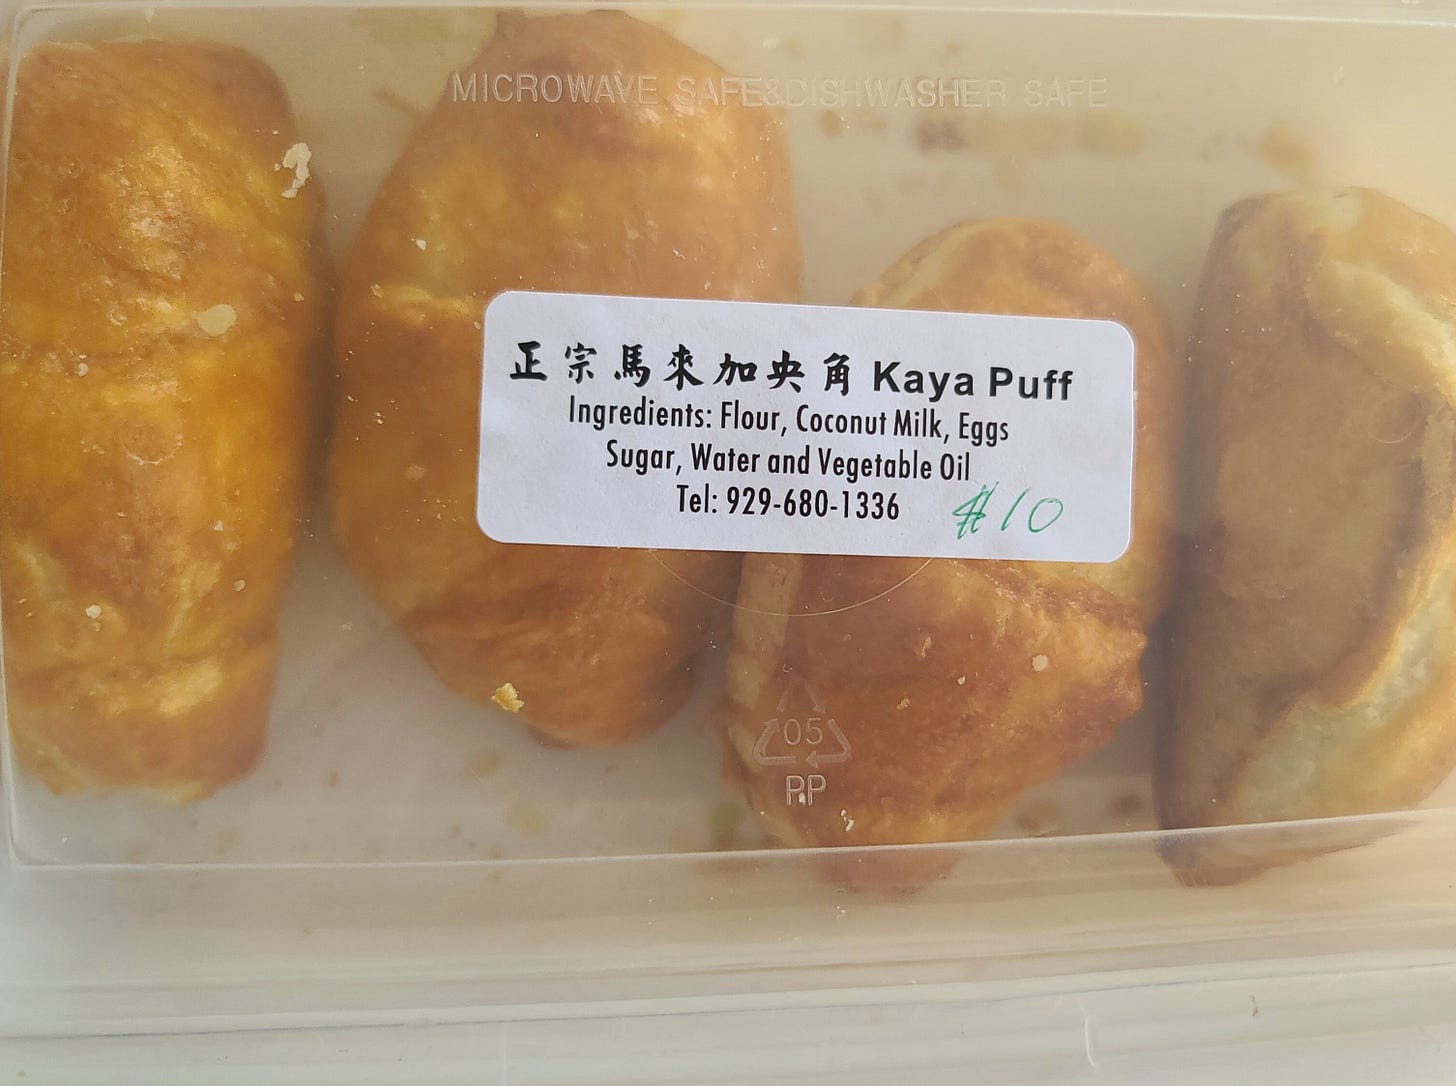 MICROWAVE SAFE&DISHWASHER SAFE
正宗馬來加央角 Kaya Puff
Ingredients: Flour, Coconut Milk, Eggs
Sugar, Water and Vegetable Oil
Tel: 929-680-1336 $10
05
PP